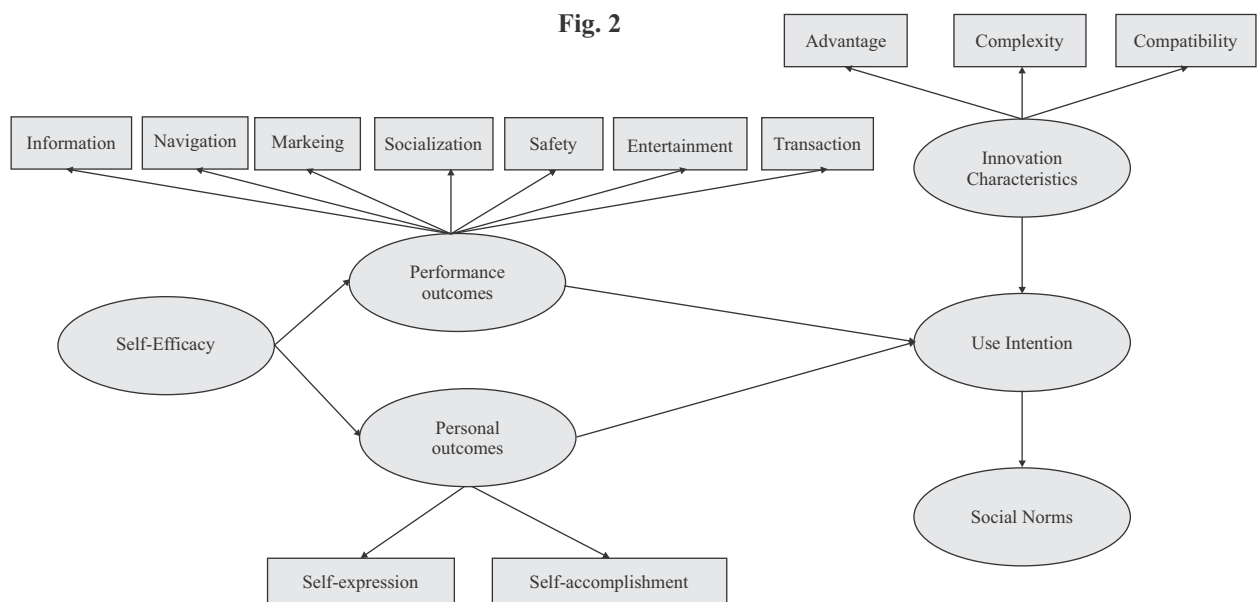 Fig. 2
Advantage
Complexity
Compatibility
Information
Navigation
Markeing
Socialization
Safety
Entertainment
Transaction
Innovation
Characteristics
Performance
outcomes
Self-Efficacy
Use Intention
Personal
outcomes
Social Norms
Self-expression
Self-accomplishment